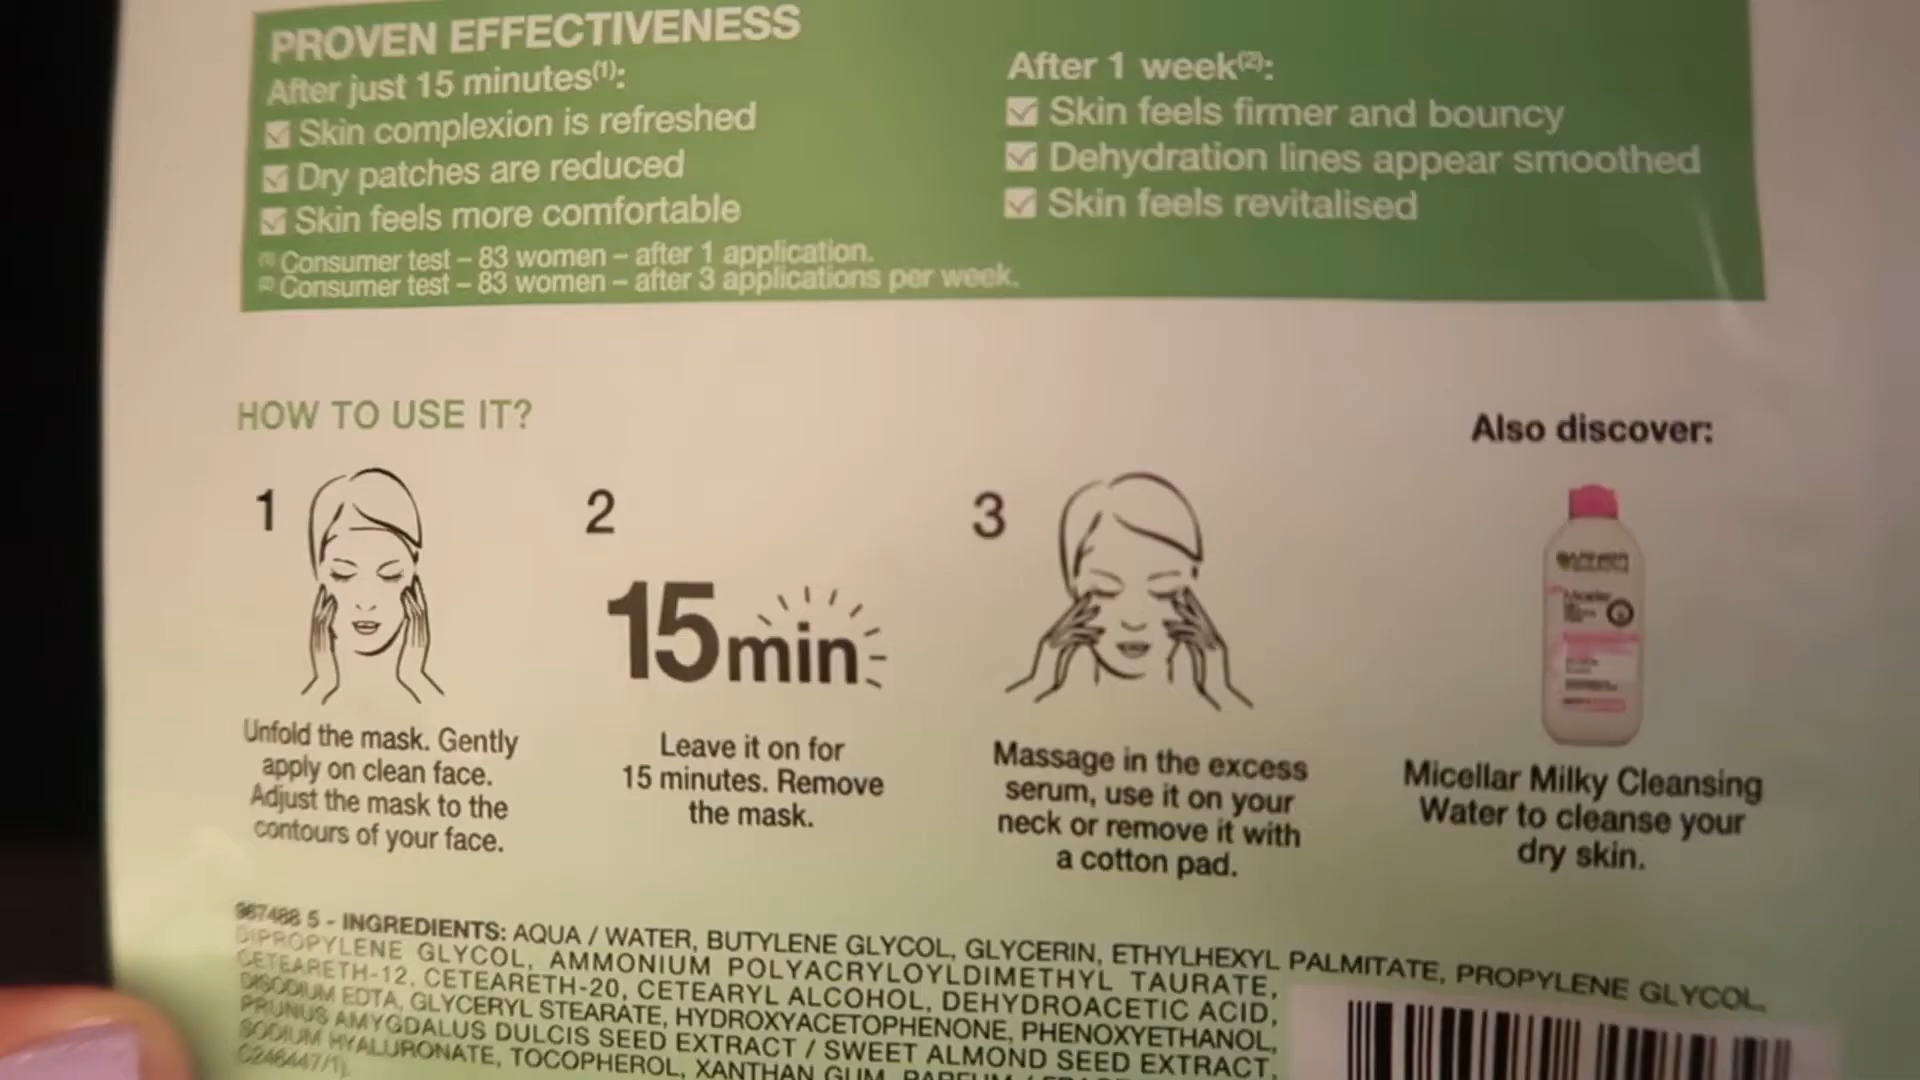 PROVEN EFFECTIVENESS
After just 15 minutes(1):
Skin complexion is refreshed
Dry patches are reduced
Skin feels more comfortable
(1) Consumer test – 83 women – after 1 application.
(2) Consumer test – 83 women – after 3 applications per week.
After 1 week(2):
Skin feels firmer and bouncy
Dehydration lines appear smoothed
Skin feels revitalised
HOW TO USE IT?
1
Unfold the mask. Gently
apply on clean face.
Adjust the mask to the
contours of your face.
2
15 min
Leave it on for
15 minutes. Remove
the mask.
3
Massage in the excess
serum, use it on your
neck or remove it with
a cotton pad.
Also discover:
GARNIER
Micellar Milky Cleansing
Water to cleanse your
dry skin.
987488 5 - INGREDIENTS: AQUA / WATER, BUTYLENE GLYCOL, GLYCERIN, ETHYLHEXYL PALMITATE, PROPYLENE GLYCOL,
DIPROPYLENE GLYCOL, AMMONIUM POLYACRYLOYLDIMETHYL TAURATE,
CETEARETH-12, CETEARETH-20, CETEARYL ALCOHOL, DEHYDROACETIC ACID,
DISODIUM EDTA, GLYCERYL STEARATE, HYDROXYACETOPHENONE, PHENOXYETHANOL,
PRUNUS AMYGDALUS DULCIS SEED EXTRACT / SWEET ALMOND SEED EXTRACT,
SODIUM HYALURONATE, TOCOPHEROL, XANTHAN GUM, PARFUM /